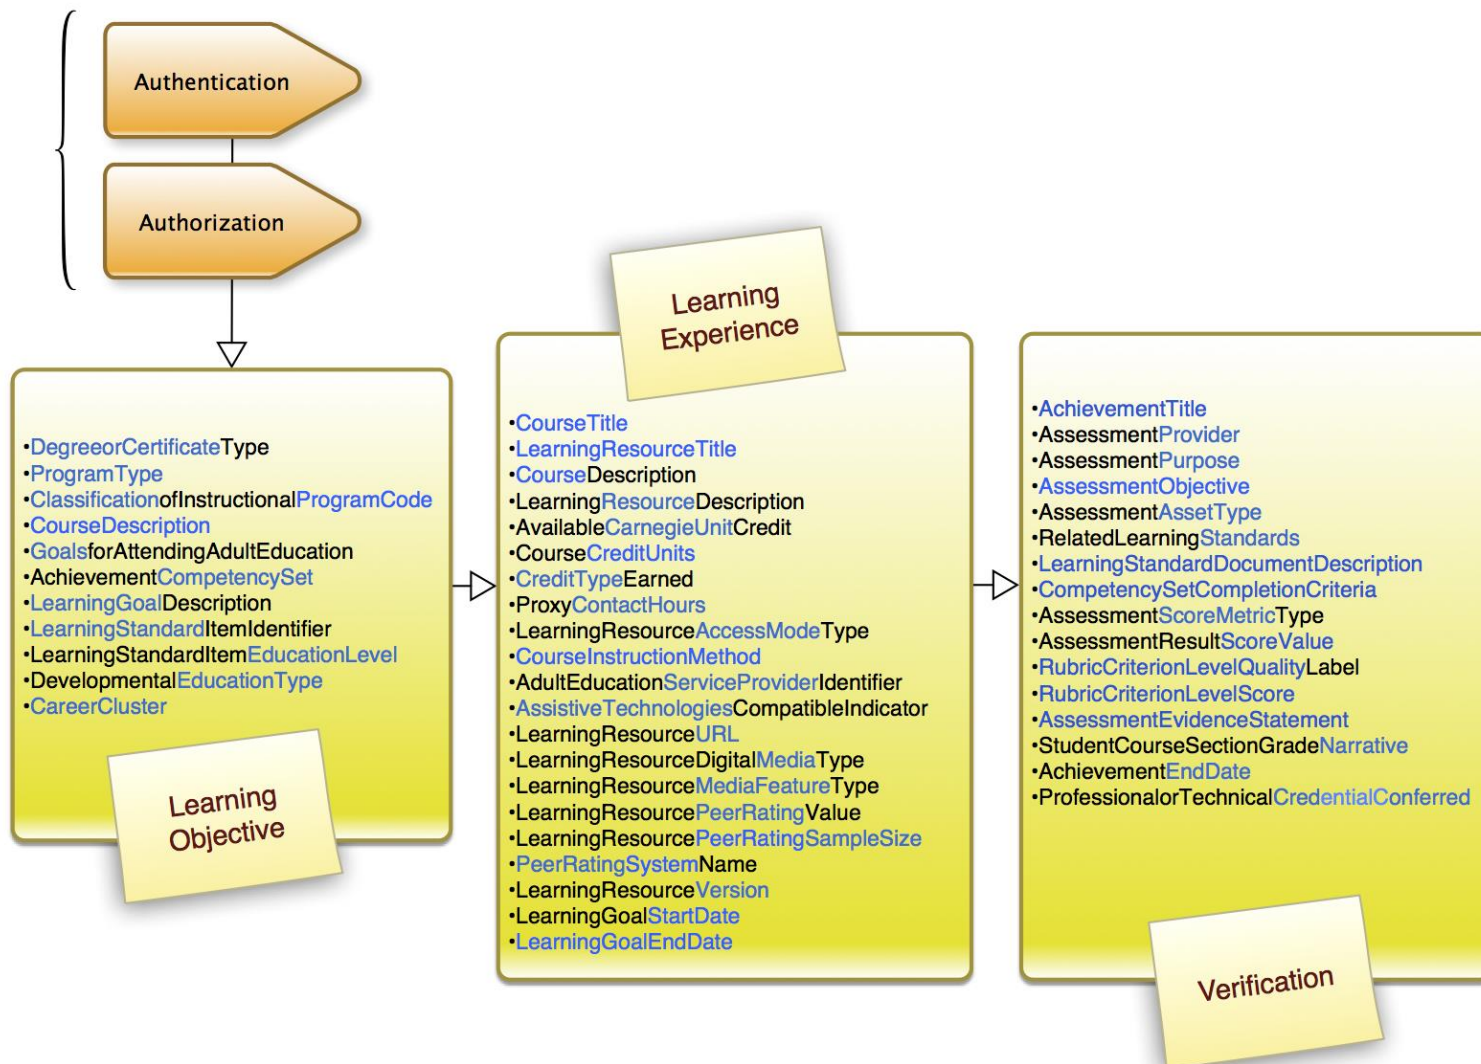 Authentication
Authorization
•DegreeorCertificateType
•ProgramType
•ClassificationofInstructionalProgramCode
•CourseDescription
•GoalsforAttendingAdultEducation
•AchievementCompetencySet
•LearningGoalDescription
•LearningStandardItemIdentifier
•LearningStandardItemEducationLevel
•DevelopmentalEducationType
•CareerCluster
Learning
Objective
Learning
Experience
•CourseTitle
•LearningResourceTitle
•CourseDescription
•LearningResourceDescription
•AvailableCarnegieUnitCredit
•CourseCreditUnits
•CreditTypeEarned
•ProxyContactHours
•LearningResourceAccessModeType
•CourseInstructionMethod
•AdultEducationServiceProviderIdentifier
•AssistiveTechnologiesCompatibleIndicator
•LearningResourceURL
•LearningResourceDigitalMediaType
•LearningResourceMediaFeatureType
•LearningResourcePeerRatingValue
•LearningResourcePeerRatingSampleSize
•PeerRatingSystemName
•LearningResourceVersion
•LearningGoalStartDate
•LearningGoalEndDate
•AchievementTitle
•AssessmentProvider
•AssessmentPurpose
•AssessmentObjective
•AssessmentAssetType
•RelatedLearningStandards
•LearningStandardDocumentDescription
•CompetencySetCompletionCriteria
•AssessmentScoreMetricType
•AssessmentResultScoreValue
•RubricCriterionLevelQualityLabel
•RubricCriterionLevelScore
•AssessmentEvidenceStatement
•StudentCourseSectionGradeNarrative
•AchievementEndDate
•ProfessionalorTechnicalCredentialConferred
Verification